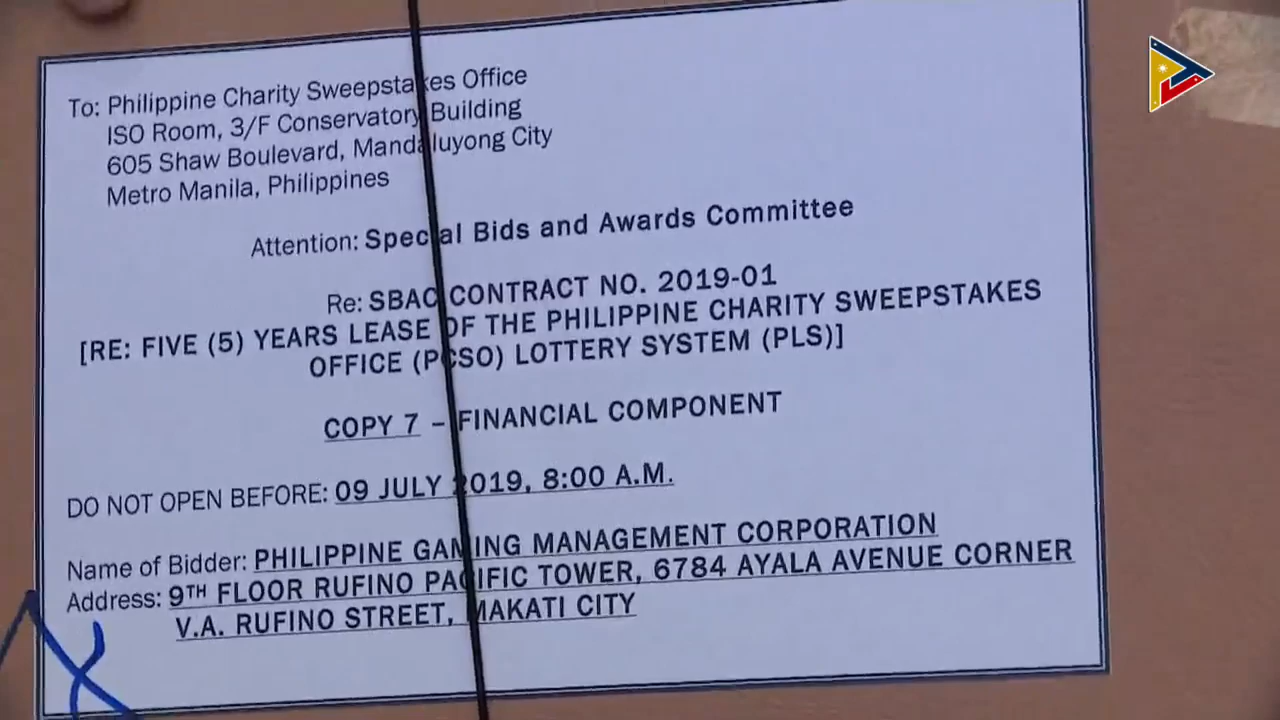 To: Philippine Charity Sweepstakes Office
ISO Room, 3/F Conservatory Building
605 Shaw Boulevard, Mandaluyong City
Metro Manila, Philippines
Attention: Special Bids and Awards Committee
Re: SBAC CONTRACT NO. 2019-01
[RE: FIVE (5) YEARS LEASE OF THE PHILIPPINE CHARITY SWEEPSTAKES
OFFICE (PCSO) LOTTERY SYSTEM (PLS)]
COPY 7 – FINANCIAL COMPONENT
DO NOT OPEN BEFORE: 09 JULY 2019, 8:00 A.M.
Name of Bidder: PHILIPPINE GAMING MANAGEMENT CORPORATION
Address: 9TH FLOOR RUFINO PACIFIC TOWER, 6784 AYALA AVENUE CORNER
V.A. RUFINO STREET, MAKATI CITY